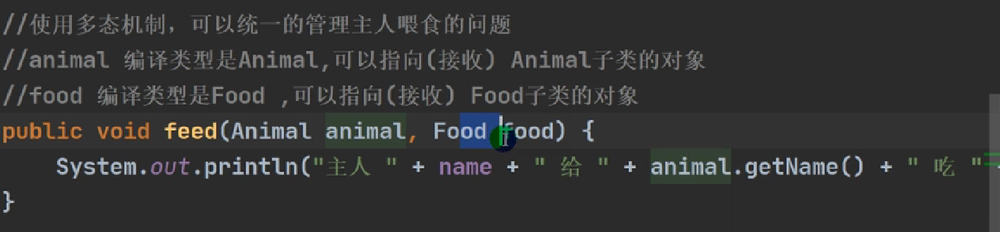 //使用多态机制，可以统一的管理主人喂食的问题
//animal 编译类型是Animal,可以指向(接收) Animal子类的对象
//food 编译类型是Food ,可以指向(接收) Food子类的对象
public void feed(Animal animal, Food food) {
System.out.println("主人 " + name + " 给 " + animal.getName() + " 吃 "
}